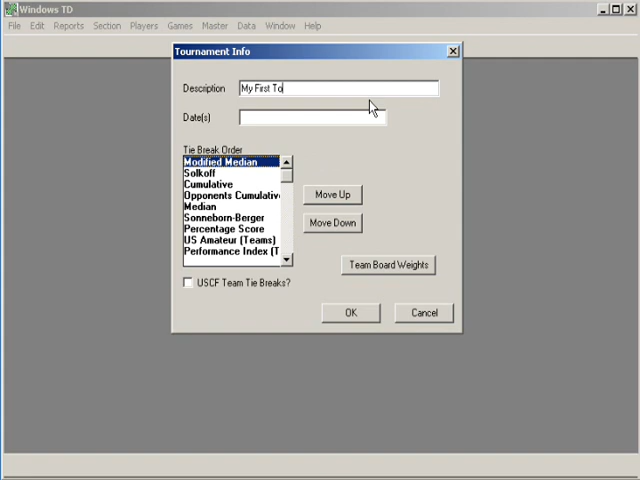 Windows TD
File Edit Reports Section Players Games Master Data Window Help
Tournament Info
Description My First To
Date(s)
Tie Break Order
Modified Median
Solkoff
Cumulative
Opponents Cumulative
Median
Sonneborn-Berger
Percentage Score
US Amateur (Teams)
Performance Index (T
Move Up
Move Down
Team Board Weights
USCF Team Tie Breaks?
OK Cancel